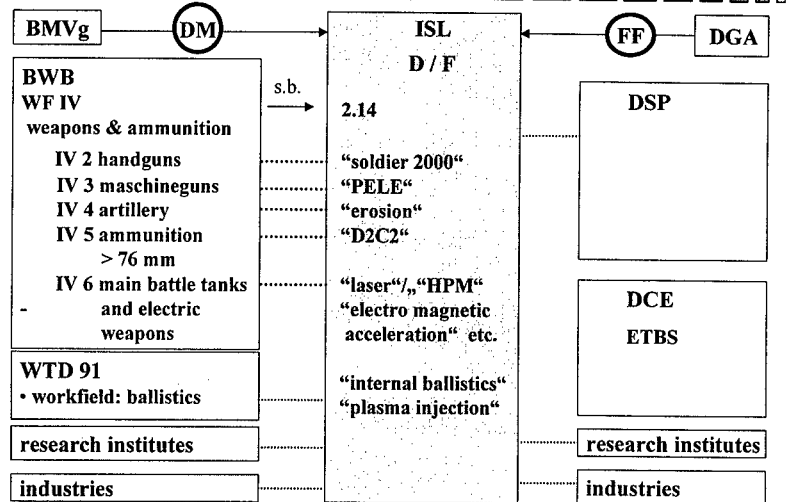 BMVg
DM
BWB
WF IV
weapons & ammunition
IV 2 handguns
IV 3 maschineguns
IV 4 artillery
IV 5 ammunition
> 76 mm
IV 6 main battle tanks
- and electric
weapons
WTD 91
• workfield: ballistics
research institutes
industries
s.b.
ISL
D / F
2.14
“soldier 2000“
“PELE“
“erosion“
“D2C2“
“laser“/„“HPM“
“electro magnetic
acceleration“ etc.
“internal ballistics“
“plasma injection“
FF
DGA
DSP
DCE
ETBS
research institutes
industries